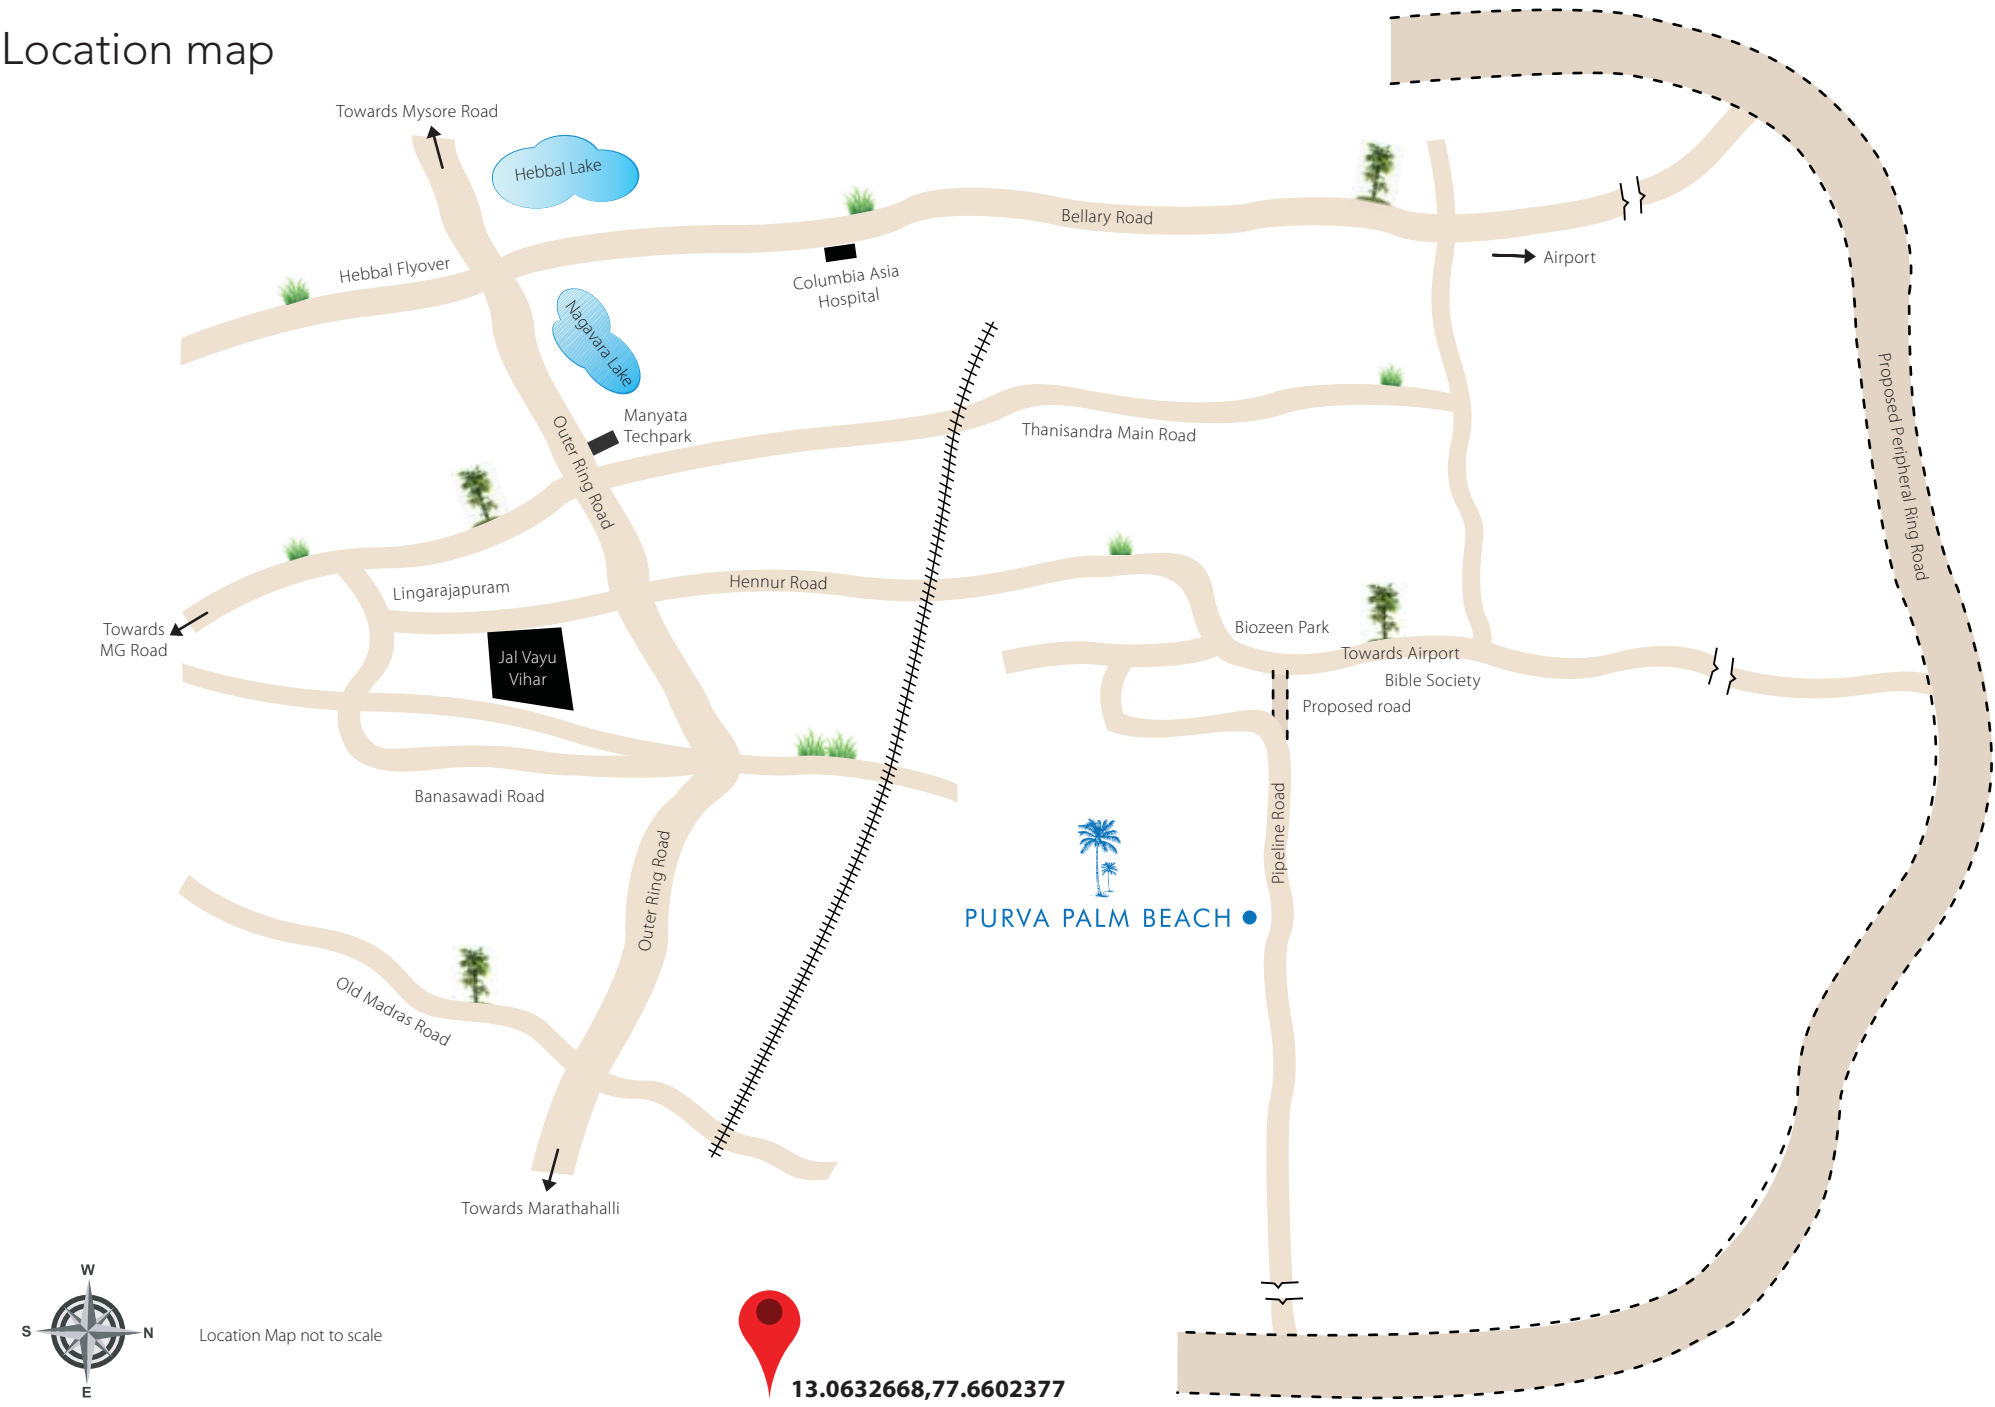 Location map
Towards Mysore Road
Hebbal Lake
Bellary Road
Hebbal Flyover
Airport
Columbia Asia
Hospital
Nagavara Lake
Manyata
Techpark
Outer Ring Road
Thanisandra Main Road
Proposed Peripheral Ring Road
Lingarajapuram
Hennur Road
Towards
MG Road
Jal Vayu
Vihar
Biozeen Park
Towards Airport
Bible Society
Proposed road
Banasawadi Road
Pipeline Road
Outer Ring Road
PURVA PALM BEACH
Old Madras Road
Towards Marathahalli
W
S
N
E
Location Map not to scale
13.0632668,77.6602377